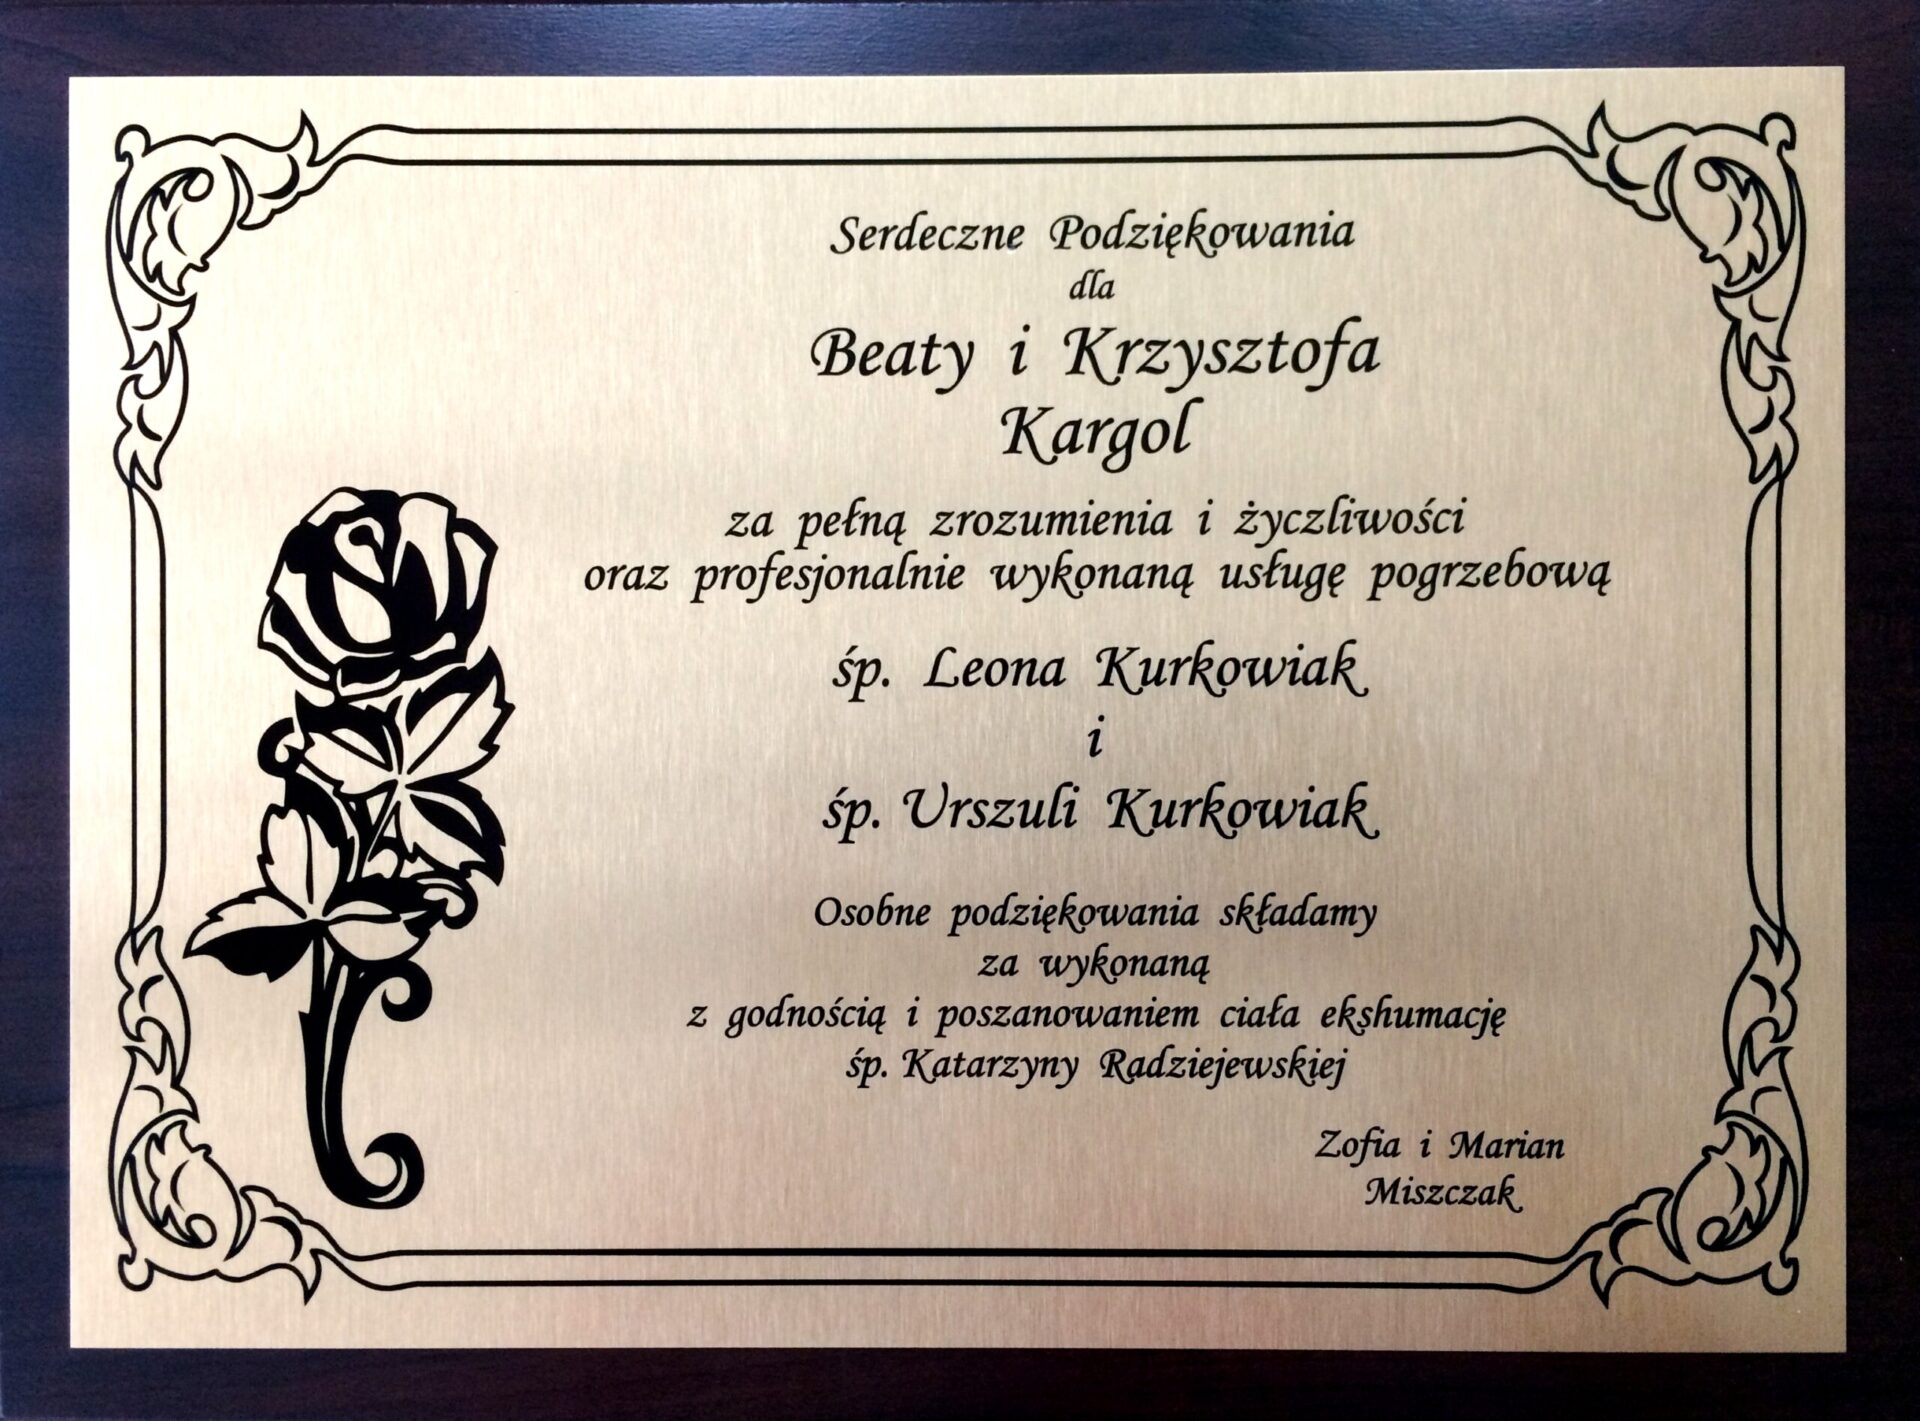 Serdeczne Podziękowania
dla
Beaty i Krzysztofa
Kargol
za pełną zrozumienia i życzliwości
oraz profesjonalnie wykonaną usługę pogrzebową
śp. Leona Kurkowiak
i
śp. Urszuli Kurkowiak
Osobne podziękowania składamy
za wykonaną
z godnością i poszanowaniem ciała ekshumację
śp. Katarzyny Radziejewskiej
Zofia i Marian
Miszczak